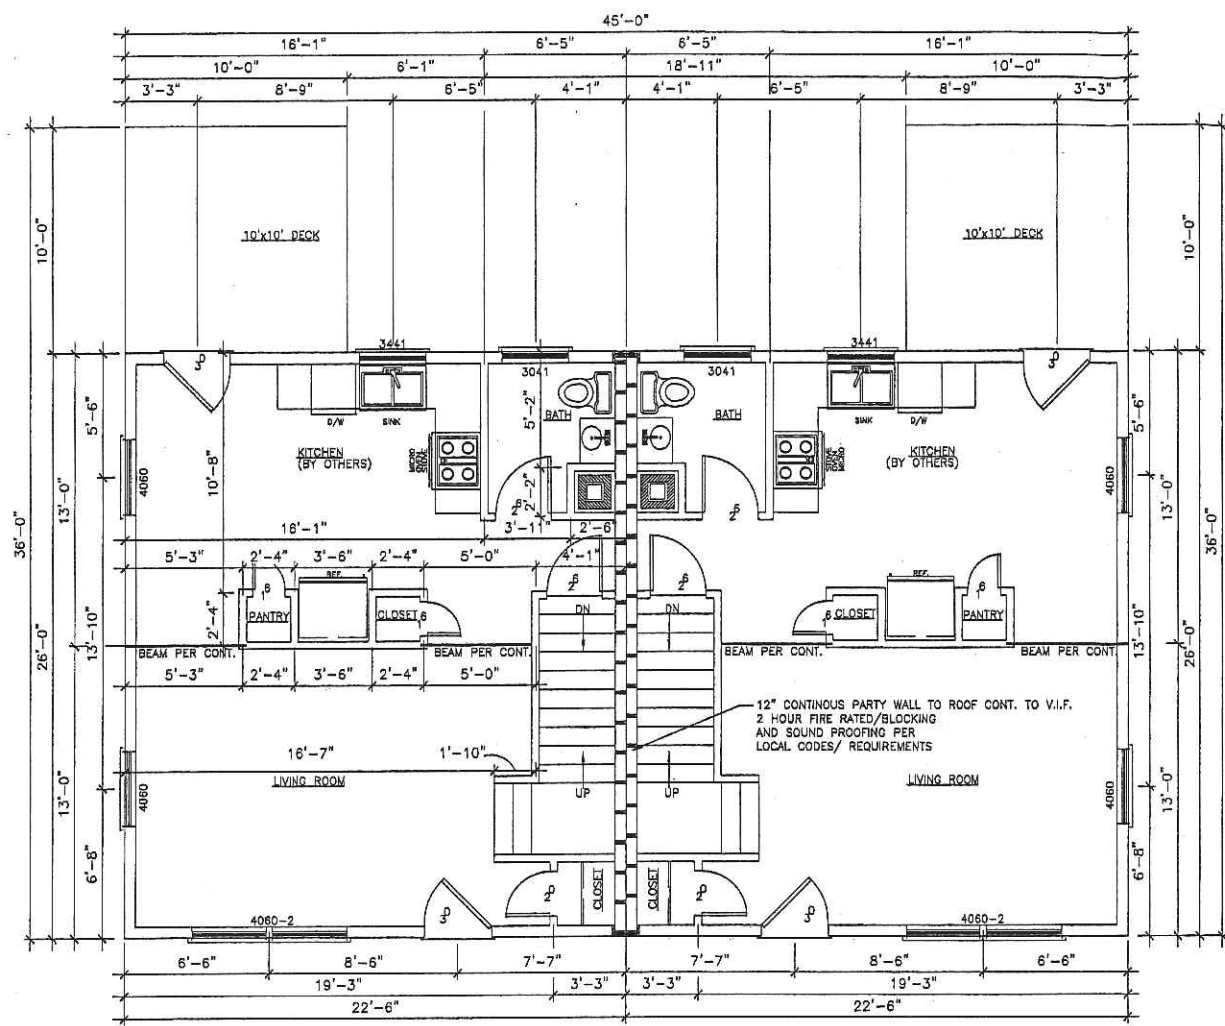 45'-0"
16'-1" 6'-5" 6'-5" 16'-1"
10'-0" 6'-1" 18'-11" 10'-0"
3'-3" 8'-9" 6'-5" 4'-1" 4'-1" 6'-5" 8'-9" 3'-3"
10'-0"
10'x10' DECK
10'x10' DECK
10'-0"
3441
3441
3041
3041
BATH
BATH
5'-2"
D/W
SINK
SINK
D/W
5'-6"
5'-6"
KITCHEN
(BY OTHERS)
KITCHEN
(BY OTHERS)
MICRO
OVEN
STOVE
STOVE
OVEN
MICRO
4060
4060
10'-8"
13'-0"
13'-0"
36'-0"
36'-0"
2'-2"
16'-1" 3'-11" 2'-6"
5'-3" 2'-4" 3'-6" 2'-4" 5'-0" 4'-1"
REF.
REF.
PANTRY
CLOSET
CLOSET
PANTRY
2'-4"
DN
DN
26'-0"
13'-10"
13'-10"
26'-0"
BEAM PER CONT.
BEAM PER CONT.
BEAM PER CONT.
BEAM PER CONT.
5'-3" 2'-4" 3'-6" 2'-4" 5'-0"
12" CONTINOUS PARTY WALL TO ROOF CONT. TO V.I.F.
2 HOUR FIRE RATED/BLOCKING
AND SOUND PROOFING PER
LOCAL CODES/ REQUIREMENTS
16'-7" 1'-10"
LIVING ROOM
LIVING ROOM
UP
UP
4060
4060
13'-0"
13'-0"
6'-8"
6'-8"
CLOSET
CLOSET
4060-2
4060-2
6'-6" 8'-6" 7'-7" 7'-7" 8'-6" 6'-6"
19'-3" 3'-3" 3'-3" 19'-3"
22'-6" 22'-6"